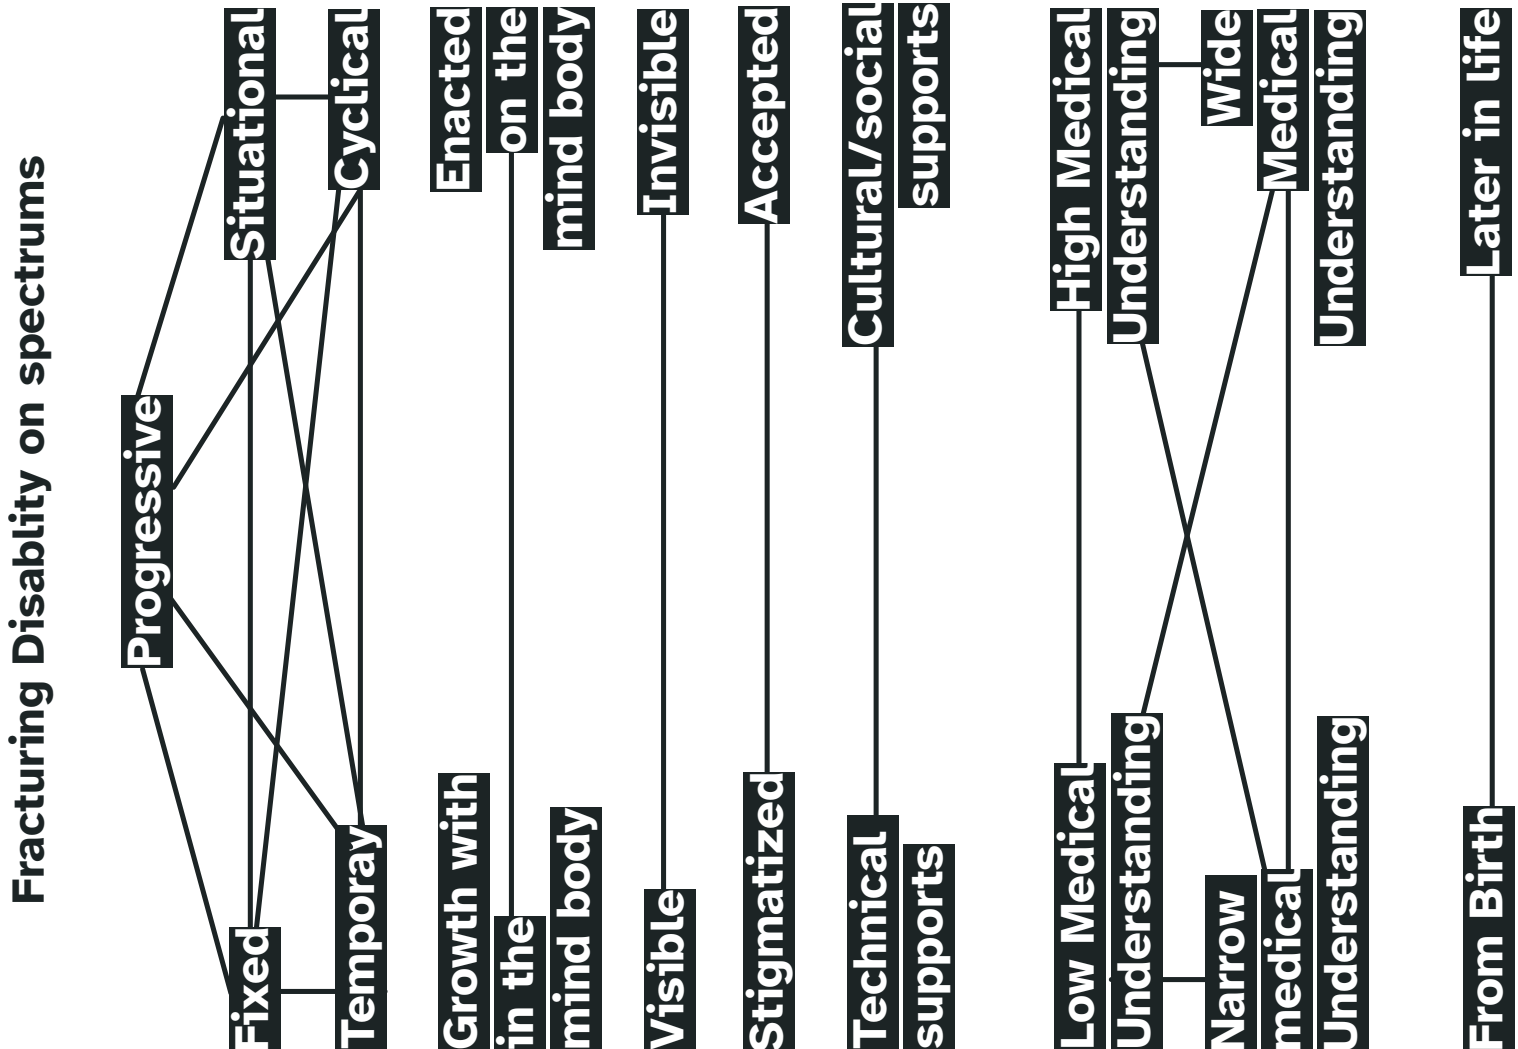 Fracturing Disablity on spectrums
Progressive
Fixed
Situational
Temporay
Cyclical
Growth with
in the
mind body
Enacted
on the
mind body
Visible
Invisible
Stigmatized
Accepted
Technical
supports
Cultural/social
supports
Low Medical
Understanding
High Medical
Understanding
Narrow
medical
Understanding
Wide
Medical
Understanding
From Birth
Later in life